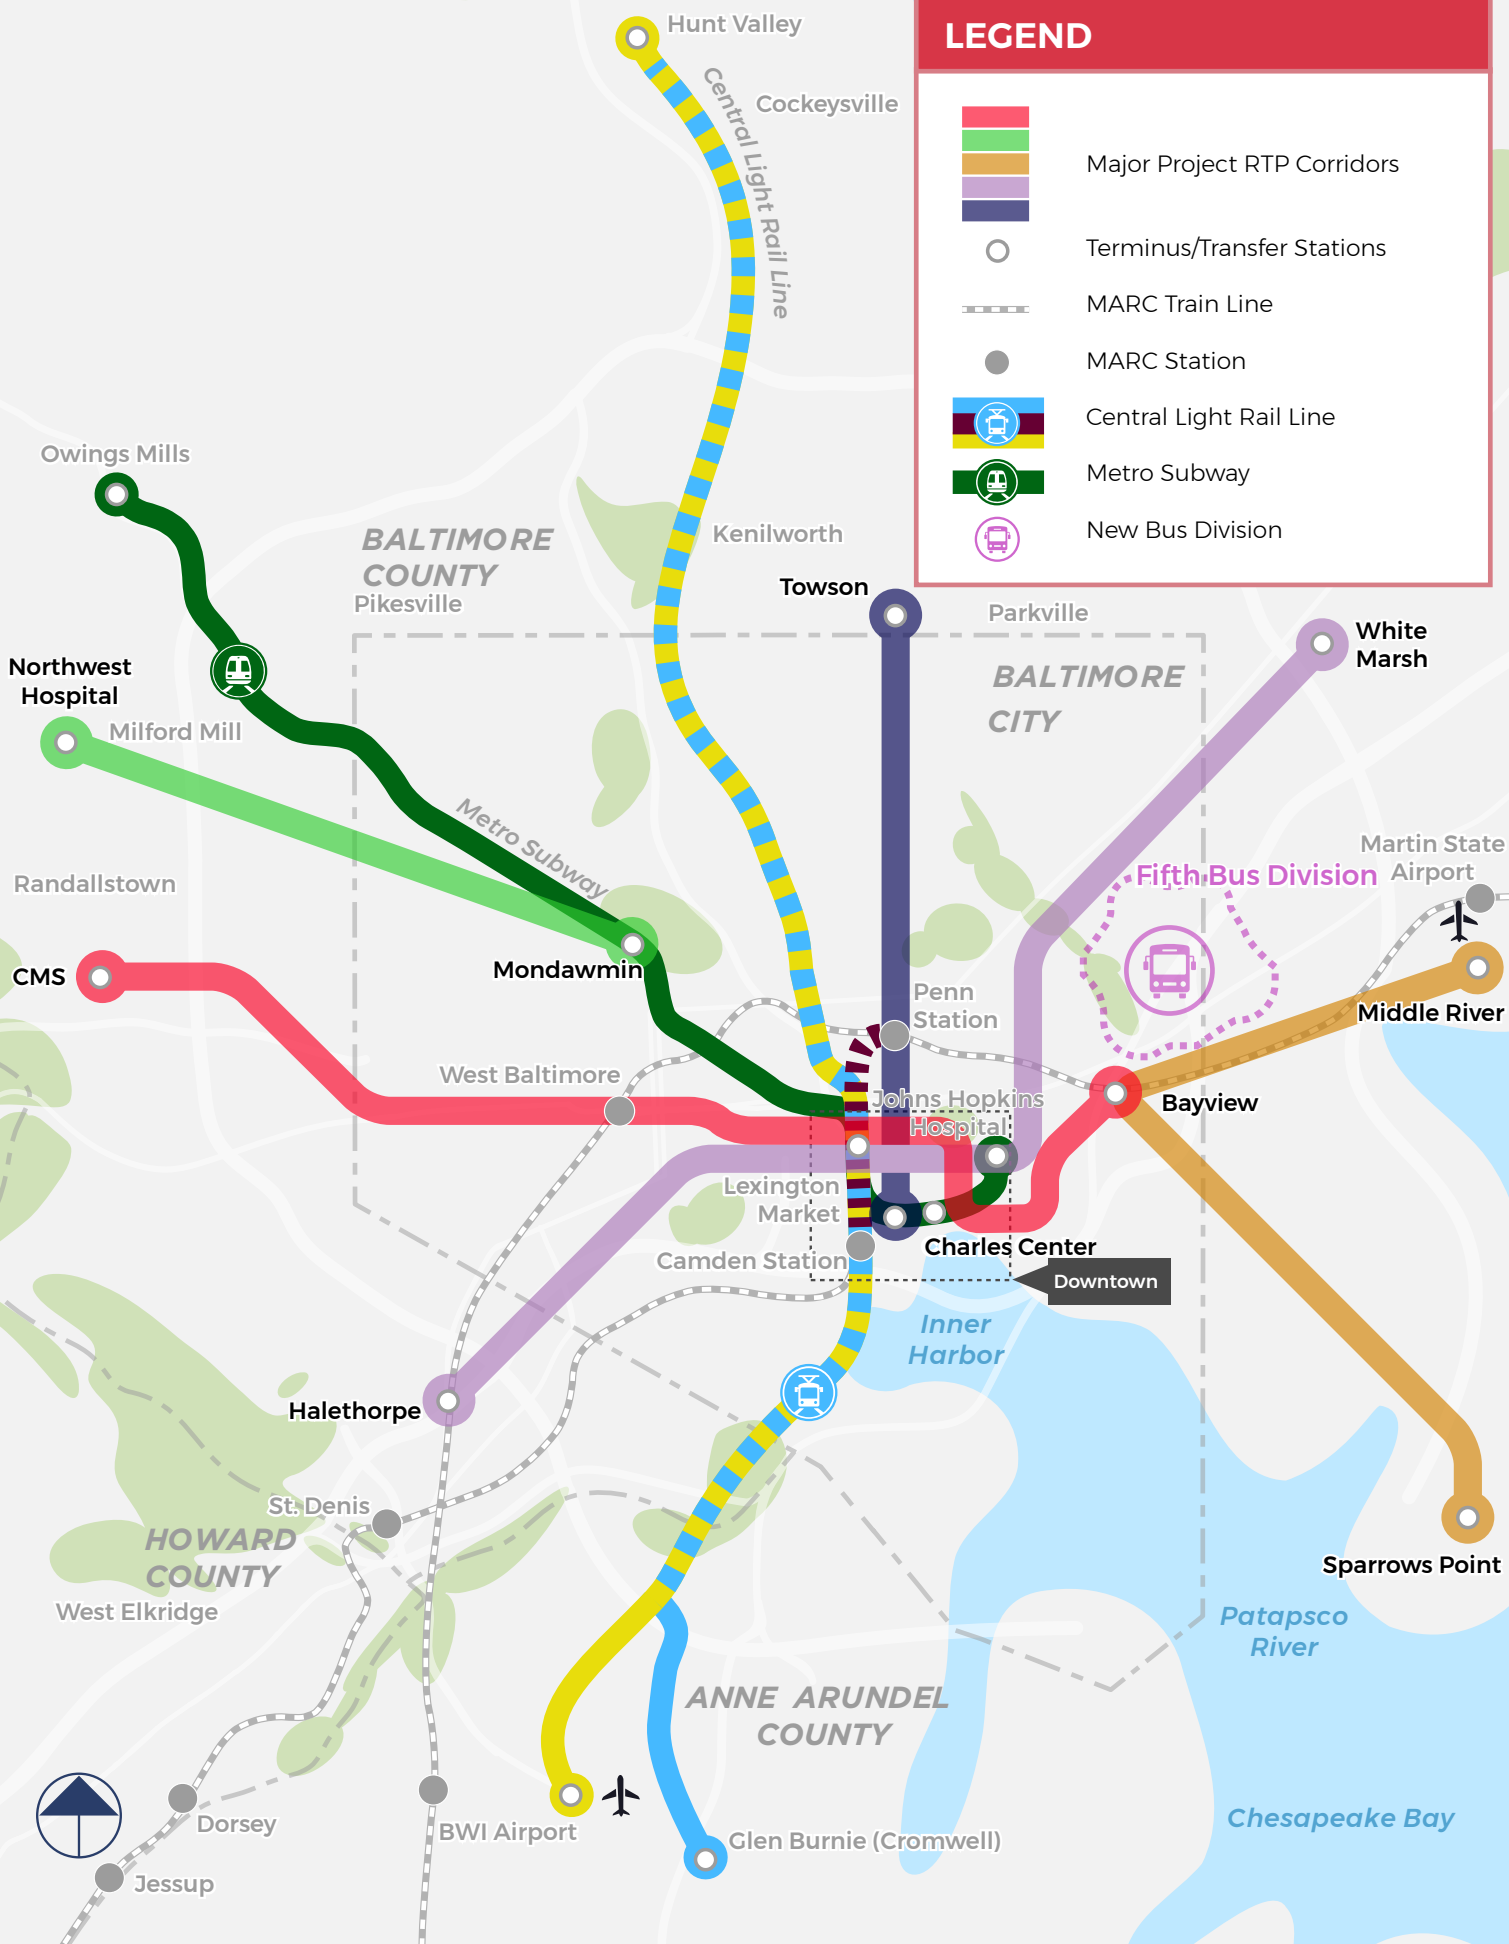 Hunt Valley
Central Light Rail Line
Cockeysville
LEGEND
Major Project RTP Corridors
Terminus/Transfer Stations
MARC Train Line
MARC Station
Central Light Rail Line
Metro Subway
New Bus Division
Owings Mills
BALTIMORE
COUNTY
Pikesville
Kenilworth
Towson
Parkville
White
Marsh
BALTIMORE
CITY
Northwest
Hospital
Milford Mill
Metro Subway
Randallstown
Martin State
Airport
Fifth Bus Division
CMS
Mondawmin
Penn
Station
Middle River
West Baltimore
Johns Hopkins
Hospital
Bayview
Lexington
Market
Camden Station
Charles Center
Downtown
Inner
Harbor
Halethorpe
St. Denis
HOWARD
COUNTY
West Elkridge
Sparrows Point
Patapsco
River
ANNE ARUNDEL
COUNTY
Dorsey
BWI Airport
Glen Burnie (Cromwell)
Chesapeake Bay
Jessup